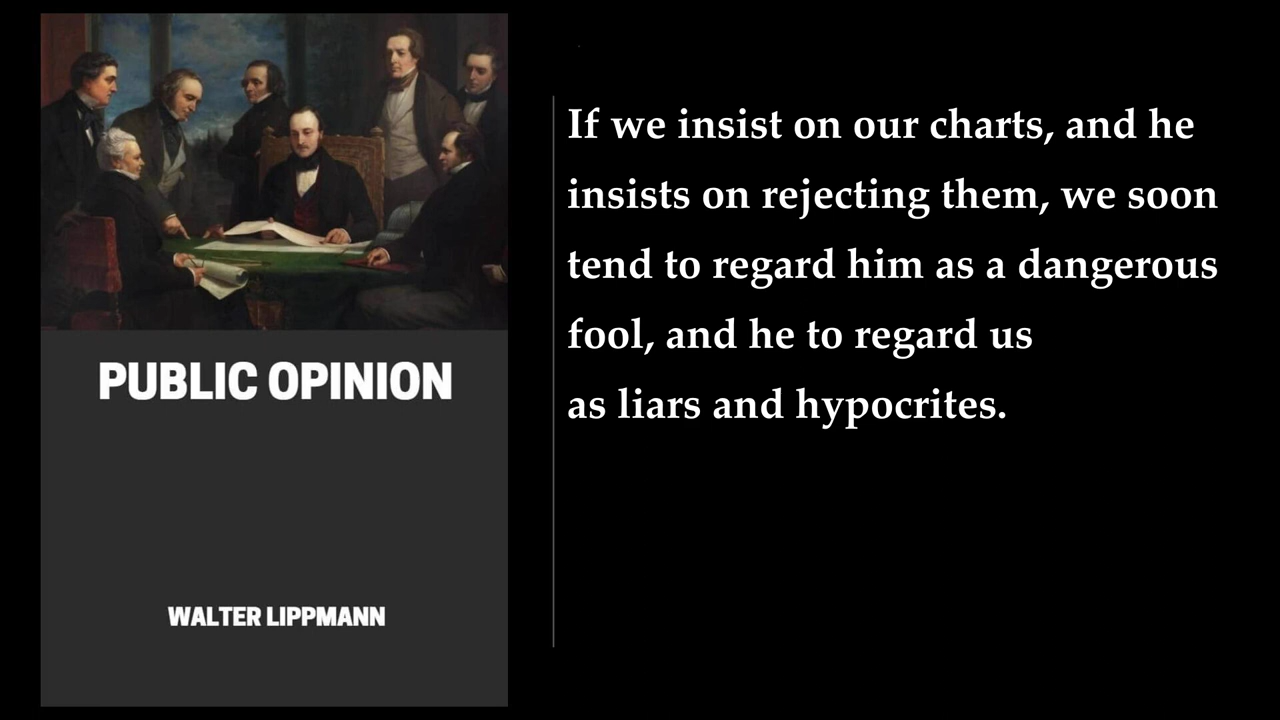 PUBLIC OPINION
WALTER LIPPMANN
If we insist on our charts, and he
insists on rejecting them, we soon
tend to regard him as a dangerous
fool, and he to regard us
as liars and hypocrites.